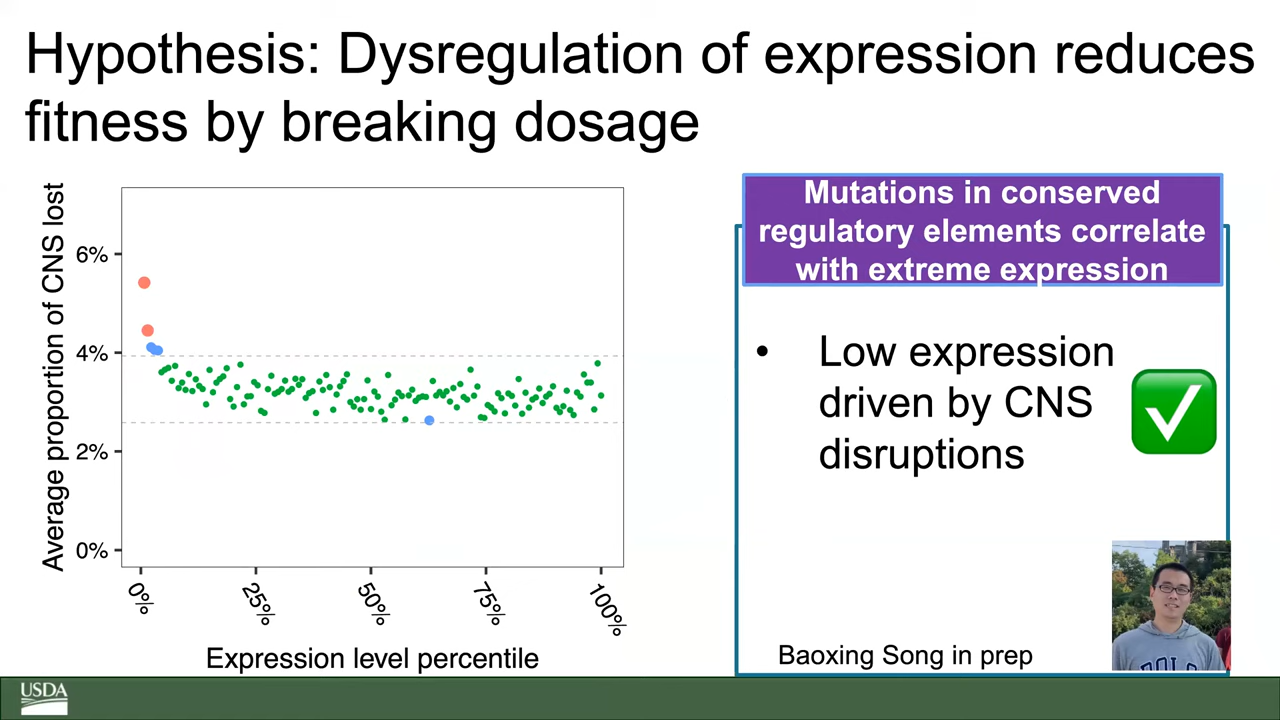 Hypothesis: Dysregulation of expression reduces
fitness by breaking dosage
Average proportion of CNS lost
6%
4%
2%
0%
0%
25%
50%
75%
100%
Expression level percentile
Mutations in conserved
regulatory elements correlate
with extreme expression
• Low expression
driven by CNS
disruptions
Baoxing Song in prep
USDA